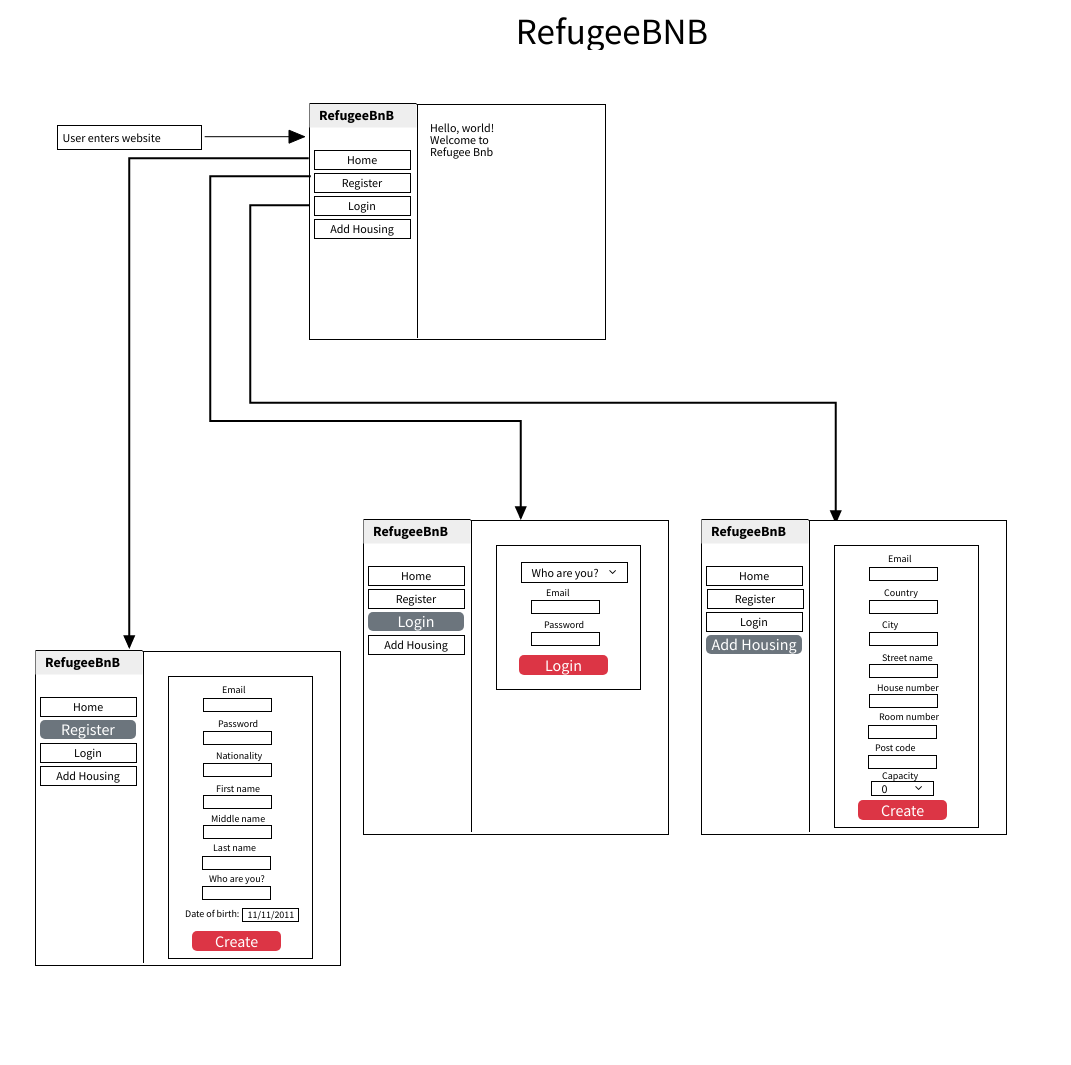 RefugeeBNB
User enters website
RefugeeBnB
Home
Register
Login
Add Housing
Hello, world!
Welcome to
Refugee Bnb
RefugeeBnB
Home
Register
Login
Add Housing
Who are you?
Email
Password
Login
RefugeeBnB
Home
Register
Login
Add Housing
Email
Country
City
Street name
House number
Room number
Post code
Capacity
0
Create
RefugeeBnB
Home
Register
Login
Add Housing
Email
Password
Nationality
First name
Middle name
Last name
Who are you?
Date of birth: 11/11/2011
Create